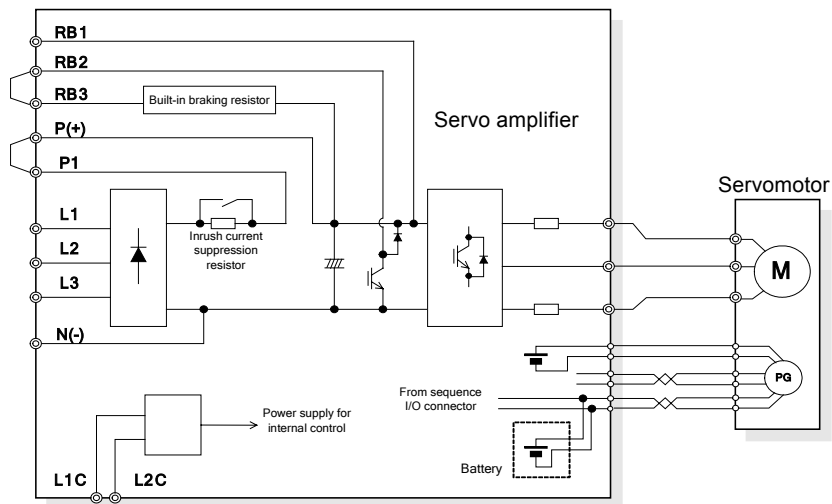 RB1
RB2
RB3
Built-in braking resistor
P(+)
Servo amplifier
P1
Servomotor
L1
Inrush current
suppression
resistor
L2
L3
M
N(-)
PG
From sequence
I/O connector
Power supply for
internal control
Battery
L1C
L2C